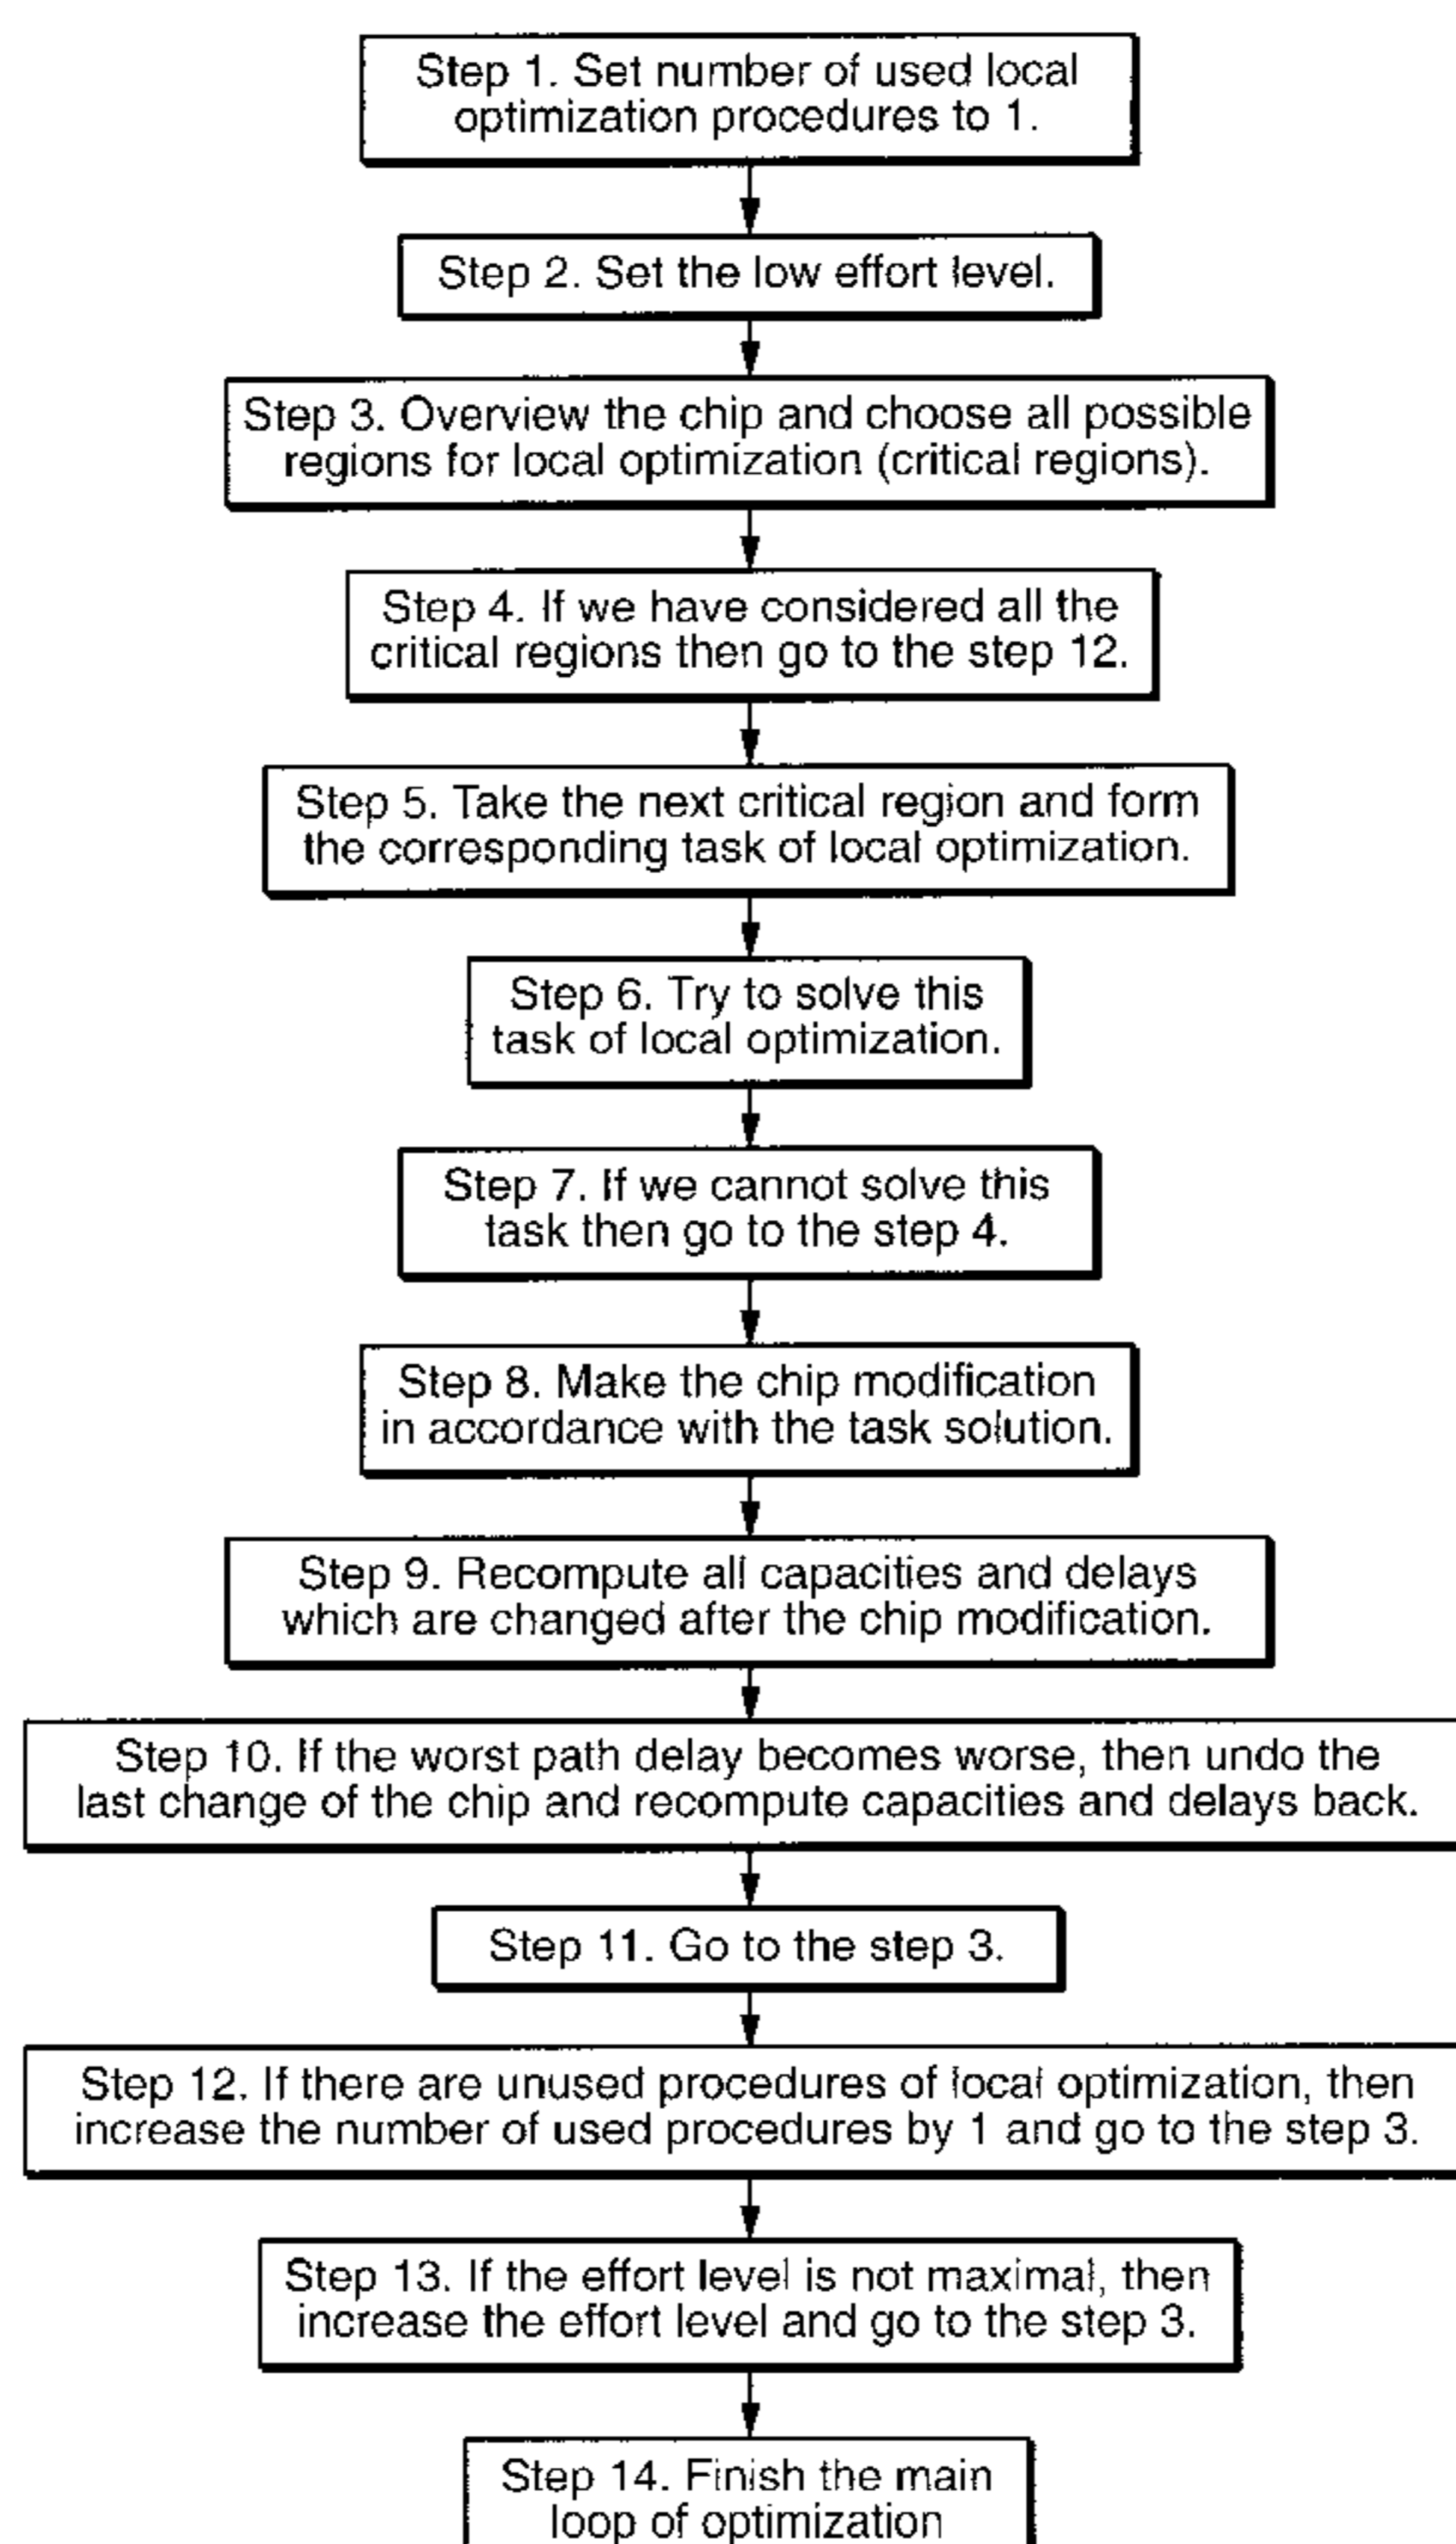 Step 1. Set number of used local
optimization procedures to 1.
Step 2. Set the low effort level.
Step 3. Overview the chip and choose all possible
regions for local optimization (critical regions).
Step 4. If we have considered all the
critical regions then go to the step 12.
Step 5. Take the next critical region and form
the corresponding task of local optimization.
Step 6. Try to solve this
task of local optimization.
Step 7. If we cannot solve this
task then go to the step 4.
Step 8. Make the chip modification
in accordance with the task solution.
Step 9. Recompute all capacities and delays
which are changed after the chip modification.
Step 10. If the worst path delay becomes worse, then undo the
last change of the chip and recompute capacities and delays back.
Step 11. Go to the step 3.
Step 12. If there are unused procedures of local optimization, then
increase the number of used procedures by 1 and go to the step 3.
Step 13. If the effort level is not maximal, then
increase the effort level and go to the step 3.
Step 14. Finish the main
loop of optimization